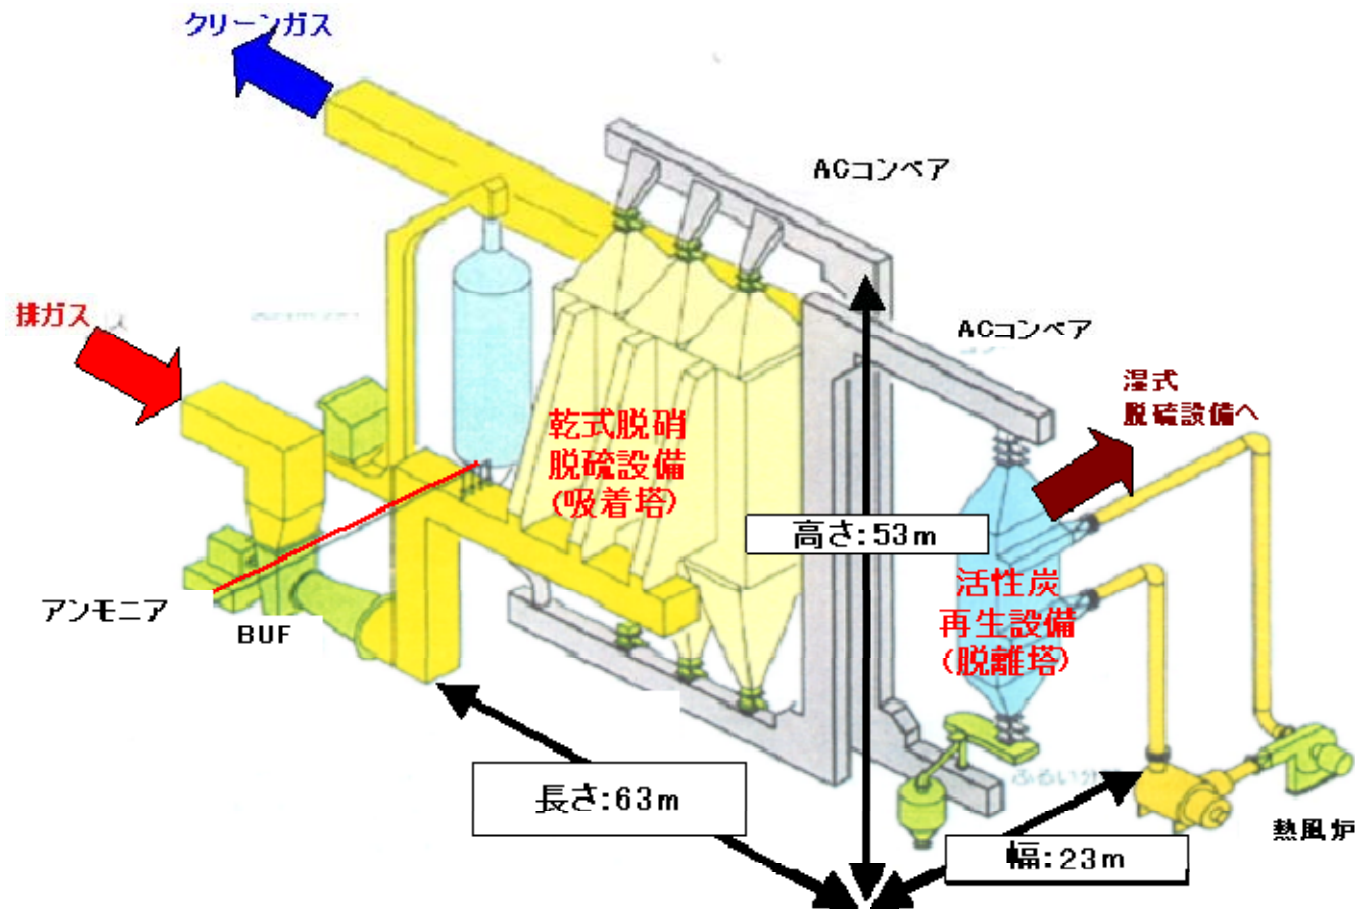 クリーンガス
ACコンベア
排ガス
ACコンベア
湿式
脱硫設備へ
乾式脱硝
脱硫設備
(吸着塔)
高さ:53m
活性炭
再生設備
(脱離塔)
アンモニア
BUF
長さ:63m
幅:23m
熱風炉